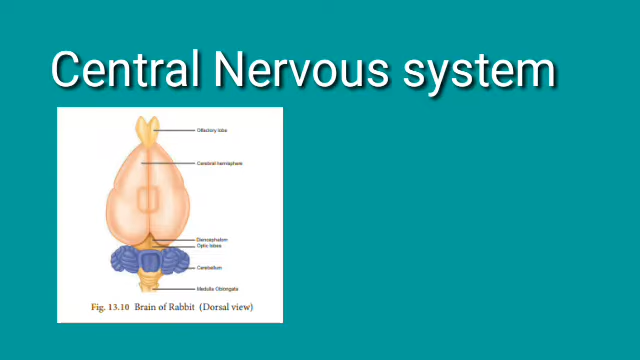 Central Nervous system
Olfactory lobe
Cerebral hemisphere
Diencephalom
Optic lobes
Cerebellum
Medulla Oblongata
Fig. 13.10 Brain of Rabbit (Dorsal view)